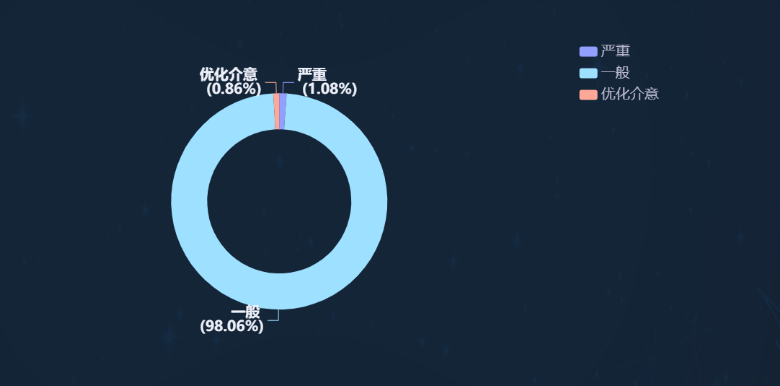 优化介意
(0.86%)
严重
(1.08%)
一般
(98.06%)
严重
一般
优化介意